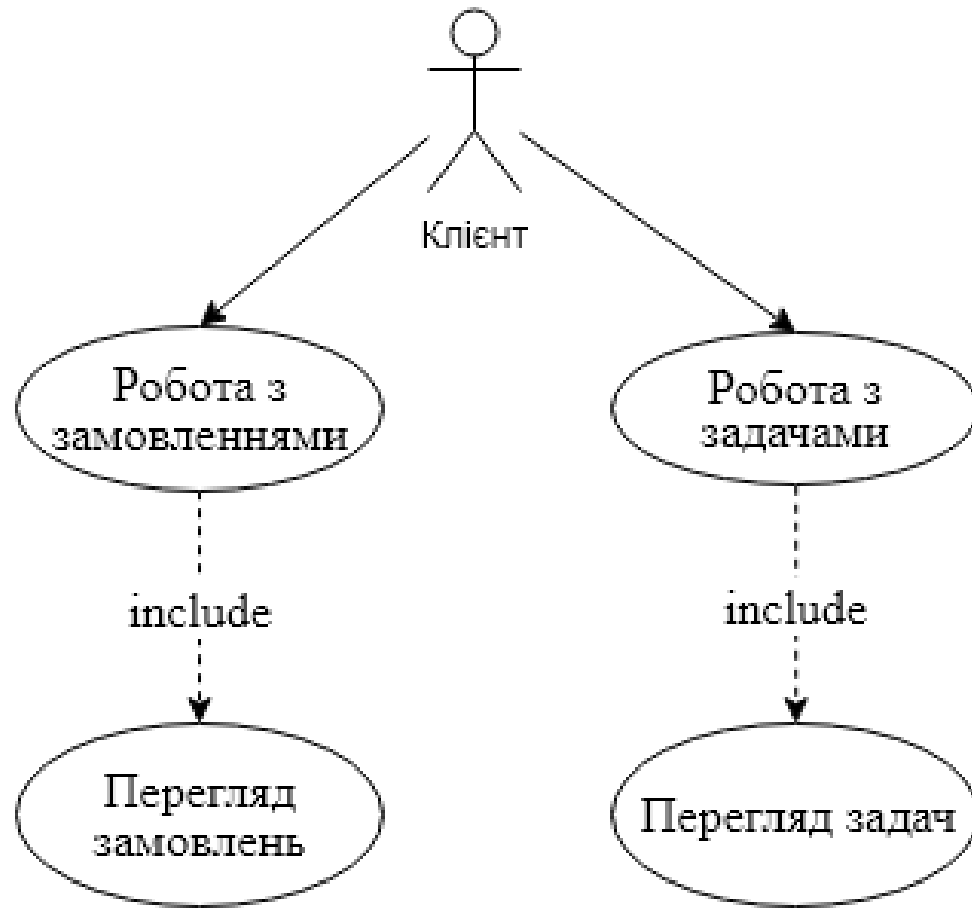 Клієнт
Робота з
замовленнями
Робота з
задачами
include
include
Перегляд
замовлень
Перегляд задач